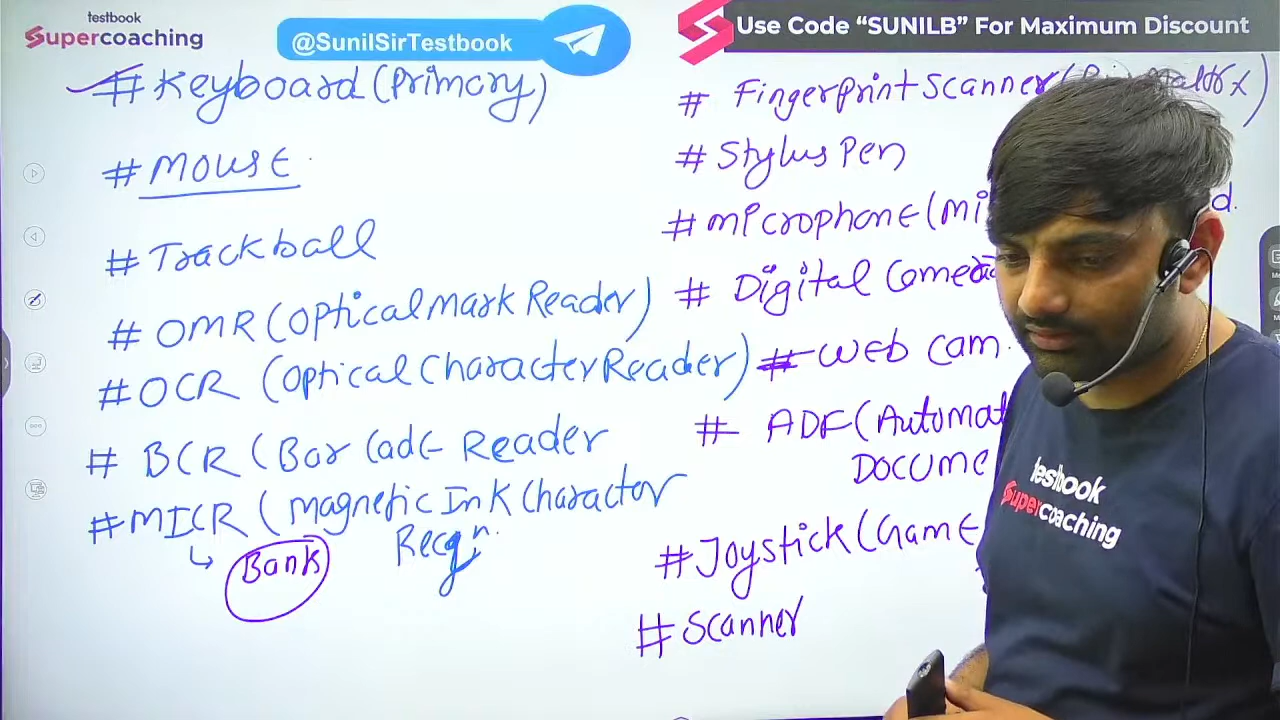 testbook
Supercoaching
@SunilSirTestbook
Use Code “SUNILB” For Maximum Discount
# Keyboard (Primary)
# Mouse
# Trackball
# OMR (Optical Mark Reader)
# OCR (Optical Character Reader)
# BCR (Bar Code Reader
# MICR (Magnetic Ink Character
Recgn.
Bank
# Fingerprint Scanner (
# Stylus Pen
# Microphone (Mi
d.
# Digital
# Web Cam.
# ADF (Automat
Docume
# Joystick (Game
# Scanner
testbook
Supercoaching